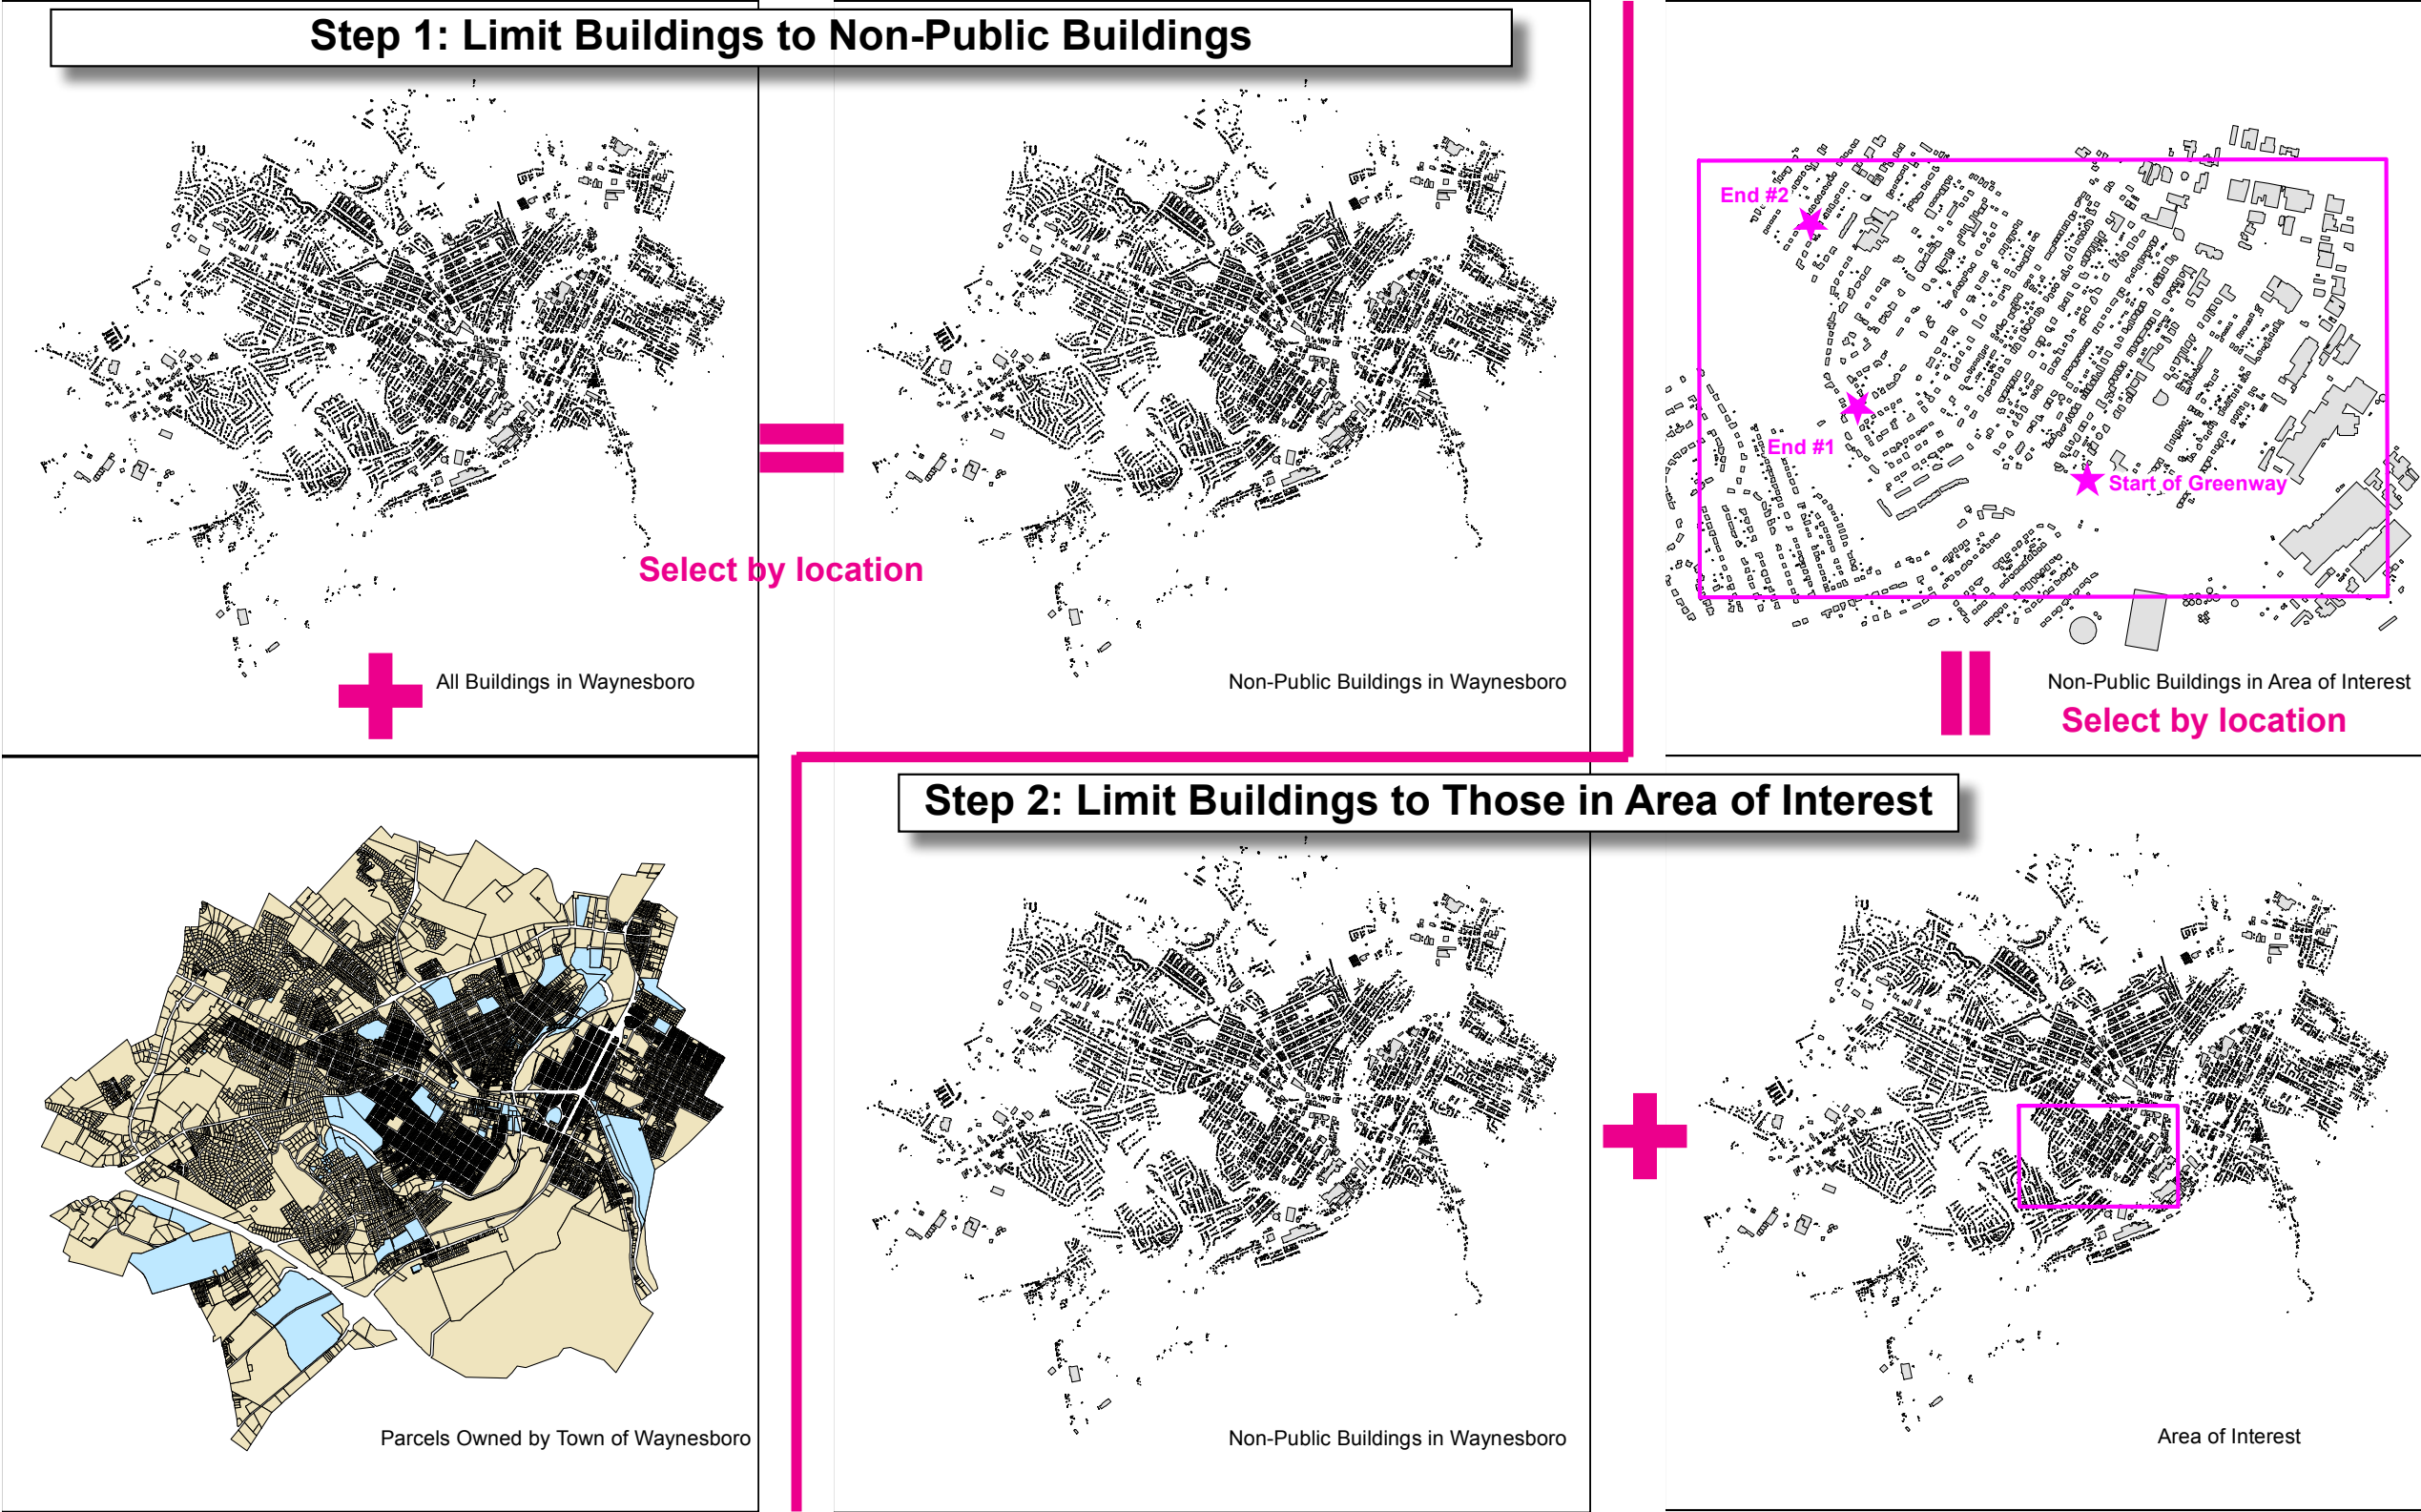 Step 1: Limit Buildings to Non-Public Buildings
End #2
End #1
Start of Greenway
Select by location
All Buildings in Waynesboro
Non-Public Buildings in Waynesboro
Non-Public Buildings in Area of Interest
Select by location
Step 2: Limit Buildings to Those in Area of Interest
Parcels Owned by Town of Waynesboro
Non-Public Buildings in Waynesboro
Area of Interest